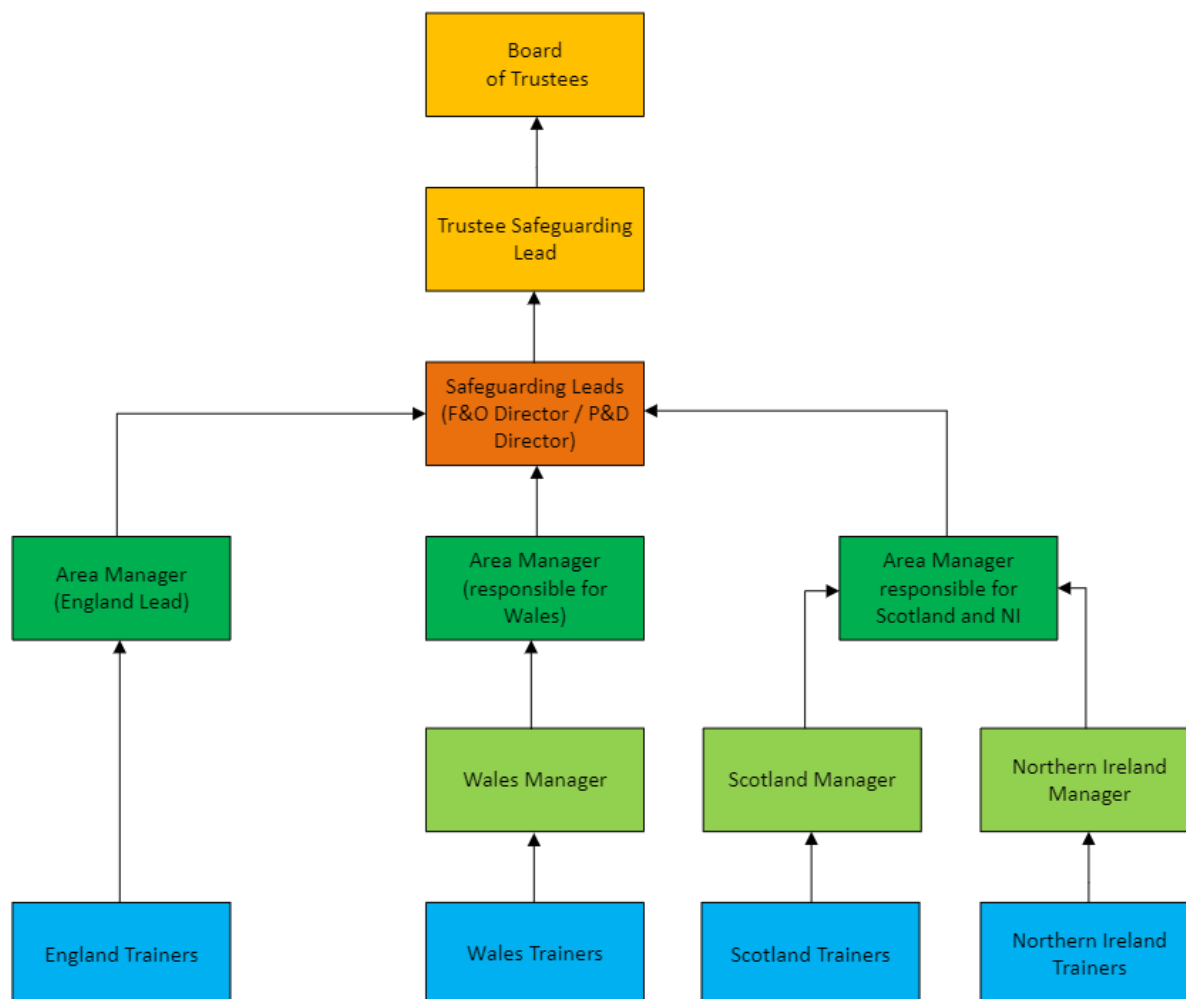 Board
of Trustees
Trustee Safeguarding
Lead
Safeguarding Leads
(F&O Director / P&D
Director)
Area Manager
(England Lead)
Area Manager
(responsible for
Wales)
Area Manager
responsible for
Scotland and NI
Wales Manager
Scotland Manager
Northern Ireland
Manager
England Trainers
Wales Trainers
Scotland Trainers
Northern Ireland
Trainers